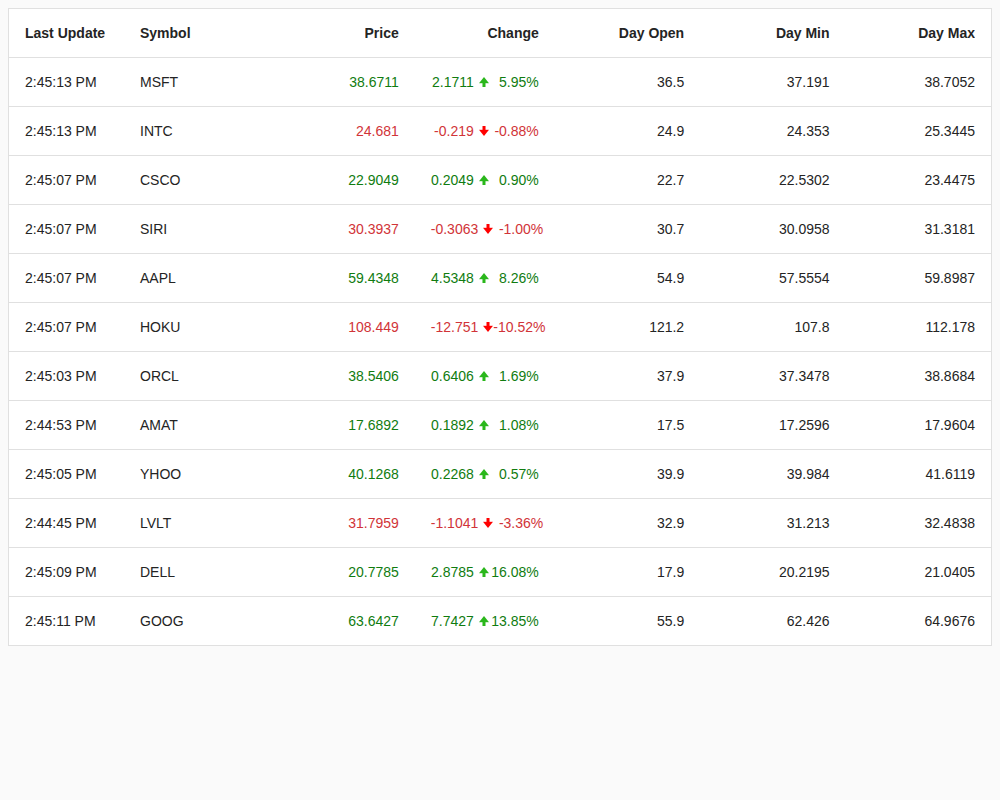 Last Update Symbol Price Change Day Open Day Min Day Max
2:45:13 PM MSFT 38.6711 2.1711 5.95% 36.5 37.191 38.7052
2:45:13 PM INTC 24.681 -0.219 -0.88% 24.9 24.353 25.3445
2:45:07 PM CSCO 22.9049 0.2049 0.90% 22.7 22.5302 23.4475
2:45:07 PM SIRI 30.3937 -0.3063 -1.00% 30.7 30.0958 31.3181
2:45:07 PM AAPL 59.4348 4.5348 8.26% 54.9 57.5554 59.8987
2:45:07 PM HOKU 108.449 -12.751 -10.52% 121.2 107.8 112.178
2:45:03 PM ORCL 38.5406 0.6406 1.69% 37.9 37.3478 38.8684
2:44:53 PM AMAT 17.6892 0.1892 1.08% 17.5 17.2596 17.9604
2:45:05 PM YHOO 40.1268 0.2268 0.57% 39.9 39.984 41.6119
2:44:45 PM LVLT 31.7959 -1.1041 -3.36% 32.9 31.213 32.4838
2:45:09 PM DELL 20.7785 2.8785 16.08% 17.9 20.2195 21.0405
2:45:11 PM GOOG 63.6427 7.7427 13.85% 55.9 62.426 64.9676